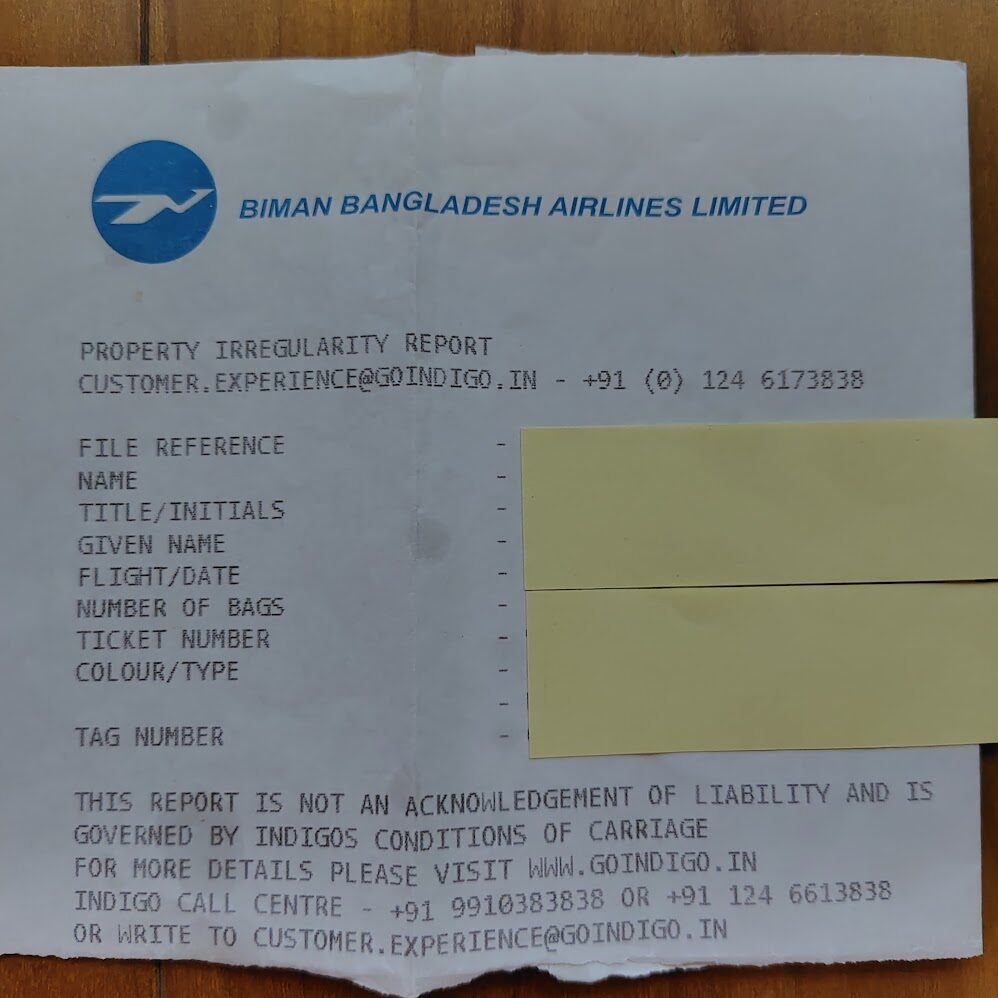 BIMAN BANGLADESH AIRLINES LIMITED
PROPERTY IRREGULARITY REPORT
CUSTOMER.EXPERIENCE@GOINDIGO.IN - +91 (0) 124 6173838
FILE REFERENCE -
NAME -
TITLE/INITIALS -
GIVEN NAME -
FLIGHT/DATE -
NUMBER OF BAGS -
TICKET NUMBER -
COLOUR/TYPE -
-
TAG NUMBER -
THIS REPORT IS NOT AN ACKNOWLEDGEMENT OF LIABILITY AND IS
GOVERNED BY INDIGOS CONDITIONS OF CARRIAGE
FOR MORE DETAILS PLEASE VISIT WWW.GOINDIGO.IN
INDIGO CALL CENTRE - +91 9910383838 OR +91 124 6613838
OR WRITE TO CUSTOMER.EXPERIENCE@GOINDIGO.IN